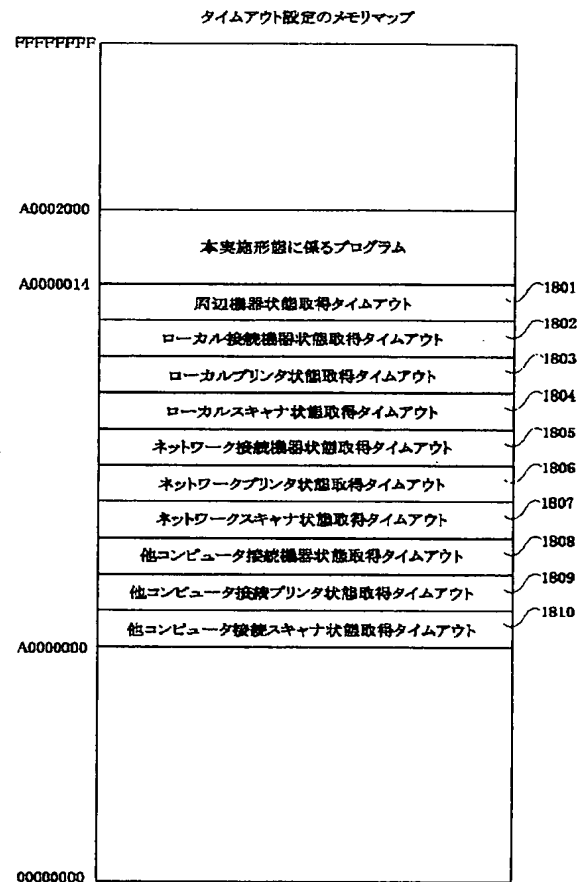 タイムアウト設定のメモリマップ
FFFFFFFF
A0002000
本実施形態に係るプログラム
A0000014
周辺機器状態取得タイムアウト
1801
ローカル接続機器状態取得タイムアウト
1802
ローカルプリンタ状態取得タイムアウト
1803
ローカルスキャナ状態取得タイムアウト
1804
ネットワーク接続機器状態取得タイムアウト
1805
ネットワークプリンタ状態取得タイムアウト
1806
ネットワークスキャナ状態取得タイムアウト
1807
他コンピュータ接続機器状態取得タイムアウト
1808
他コンピュータ接続プリンタ状態取得タイムアウト
1809
他コンピュータ接続スキャナ状態取得タイムアウト
1810
A0000000
00000000